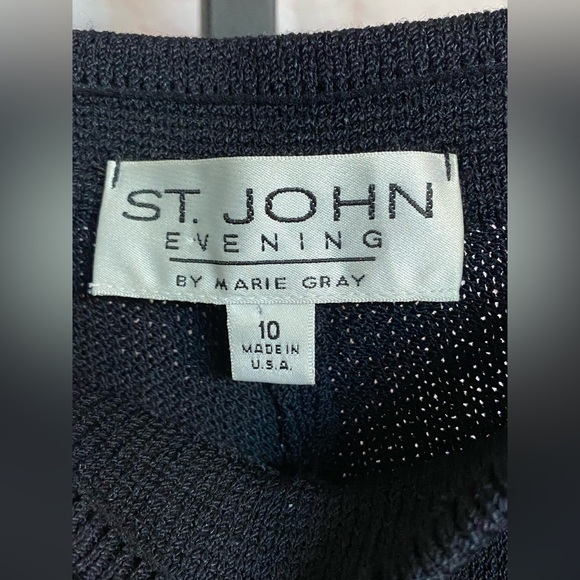 ST. JOHN
EVENING
BY MARIE GRAY
10
MADE IN
U.S.A.